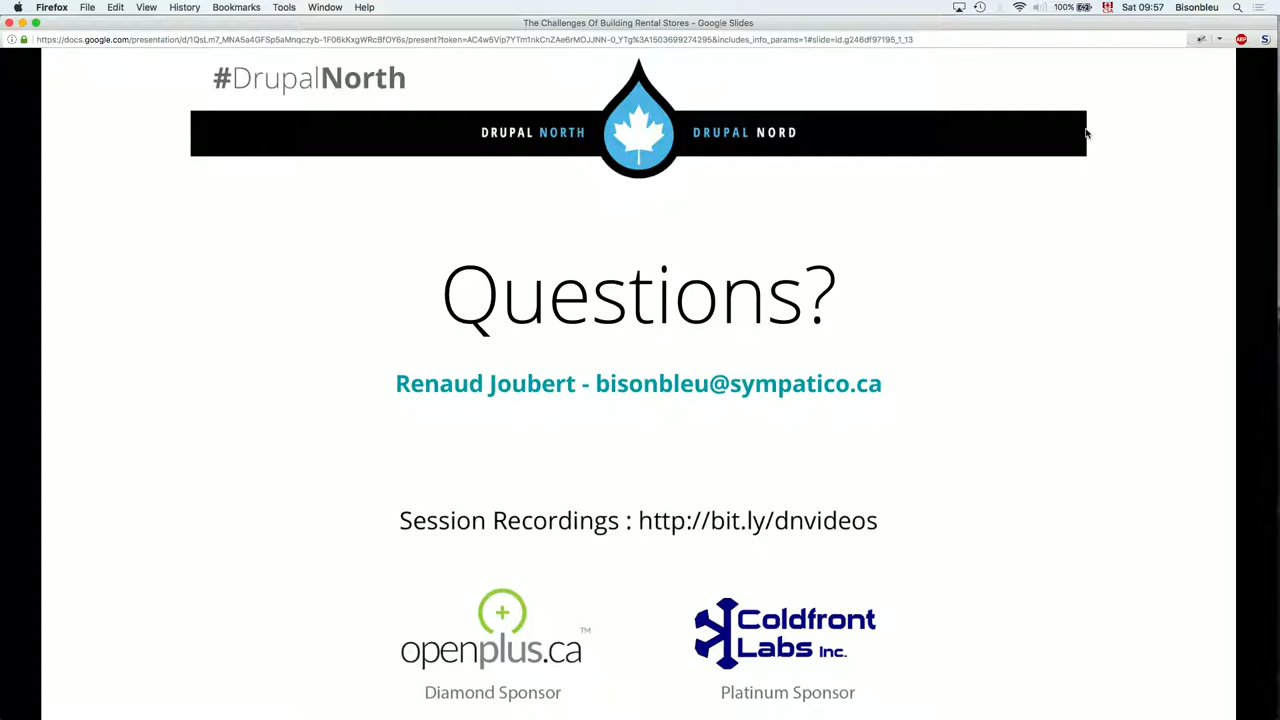 Firefox File Edit View History Bookmarks Tools Window Help 100% Sat 09:57 Bisonbleu
The Challenges Of Building Rental Stores - Google Slides
#DrupalNorth
DRUPAL NORTH DRUPAL NORD
Questions?
Renaud Joubert - bisonbleu@sympatico.ca
Session Recordings : http://bit.ly/dnvideos
openplus.ca™
Coldfront
Labs Inc.
Diamond Sponsor
Platinum Sponsor